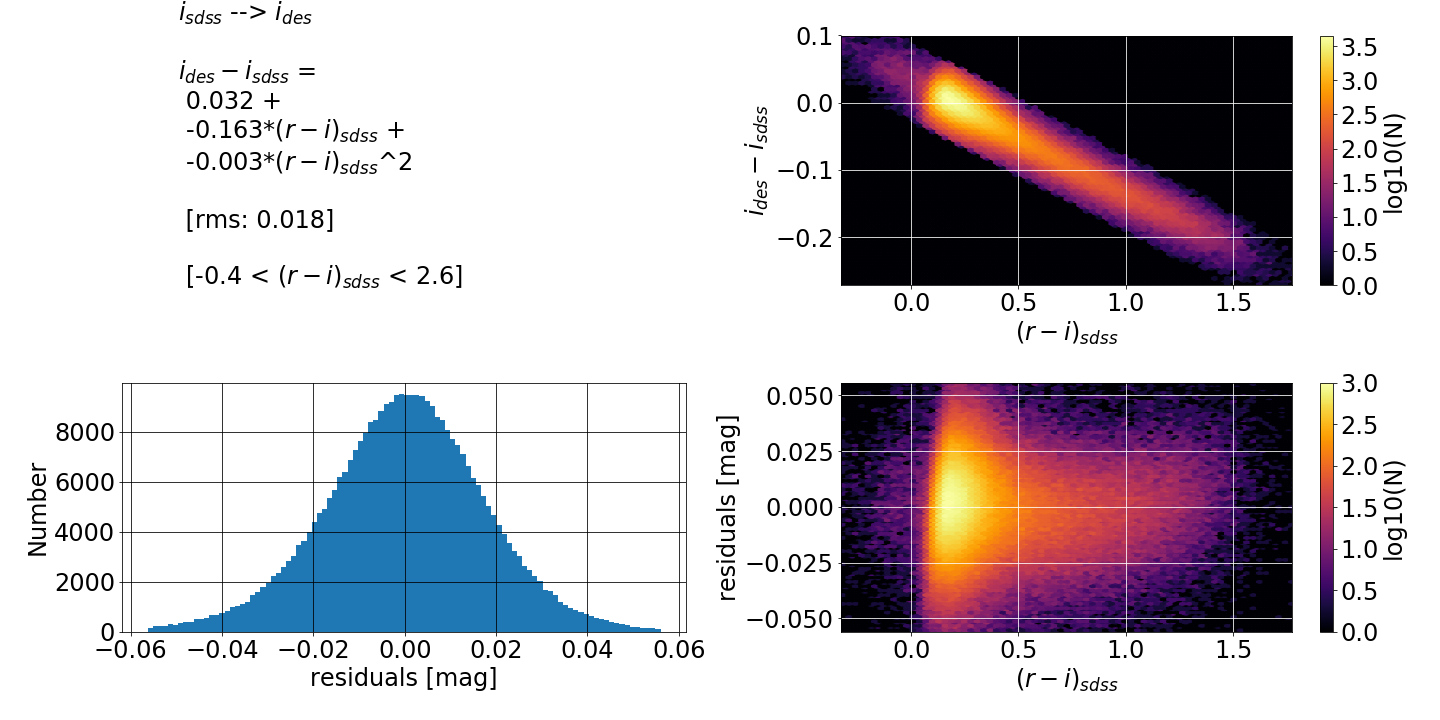 i_sdss --> i_des
i_des − i_sdss =
0.032 +
-0.163*(r − i)_sdss +
-0.003*(r − i)_sdss^2
[rms: 0.018]
[-0.4 < (r − i)_sdss < 2.6]
0.1
0.0
−0.1
−0.2
i_des − i_sdss
0.0 0.5 1.0 1.5
(r − i)_sdss
3.5
3.0
2.5
2.0
1.5
1.0
0.5
0.0
log10(N)
8000
6000
4000
2000
0
Number
−0.06 −0.04 −0.02 0.00 0.02 0.04 0.06
residuals [mag]
0.050
0.025
0.000
−0.025
−0.050
residuals [mag]
0.0 0.5 1.0 1.5
(r − i)_sdss
3.0
2.5
2.0
1.5
1.0
0.5
0.0
log10(N)